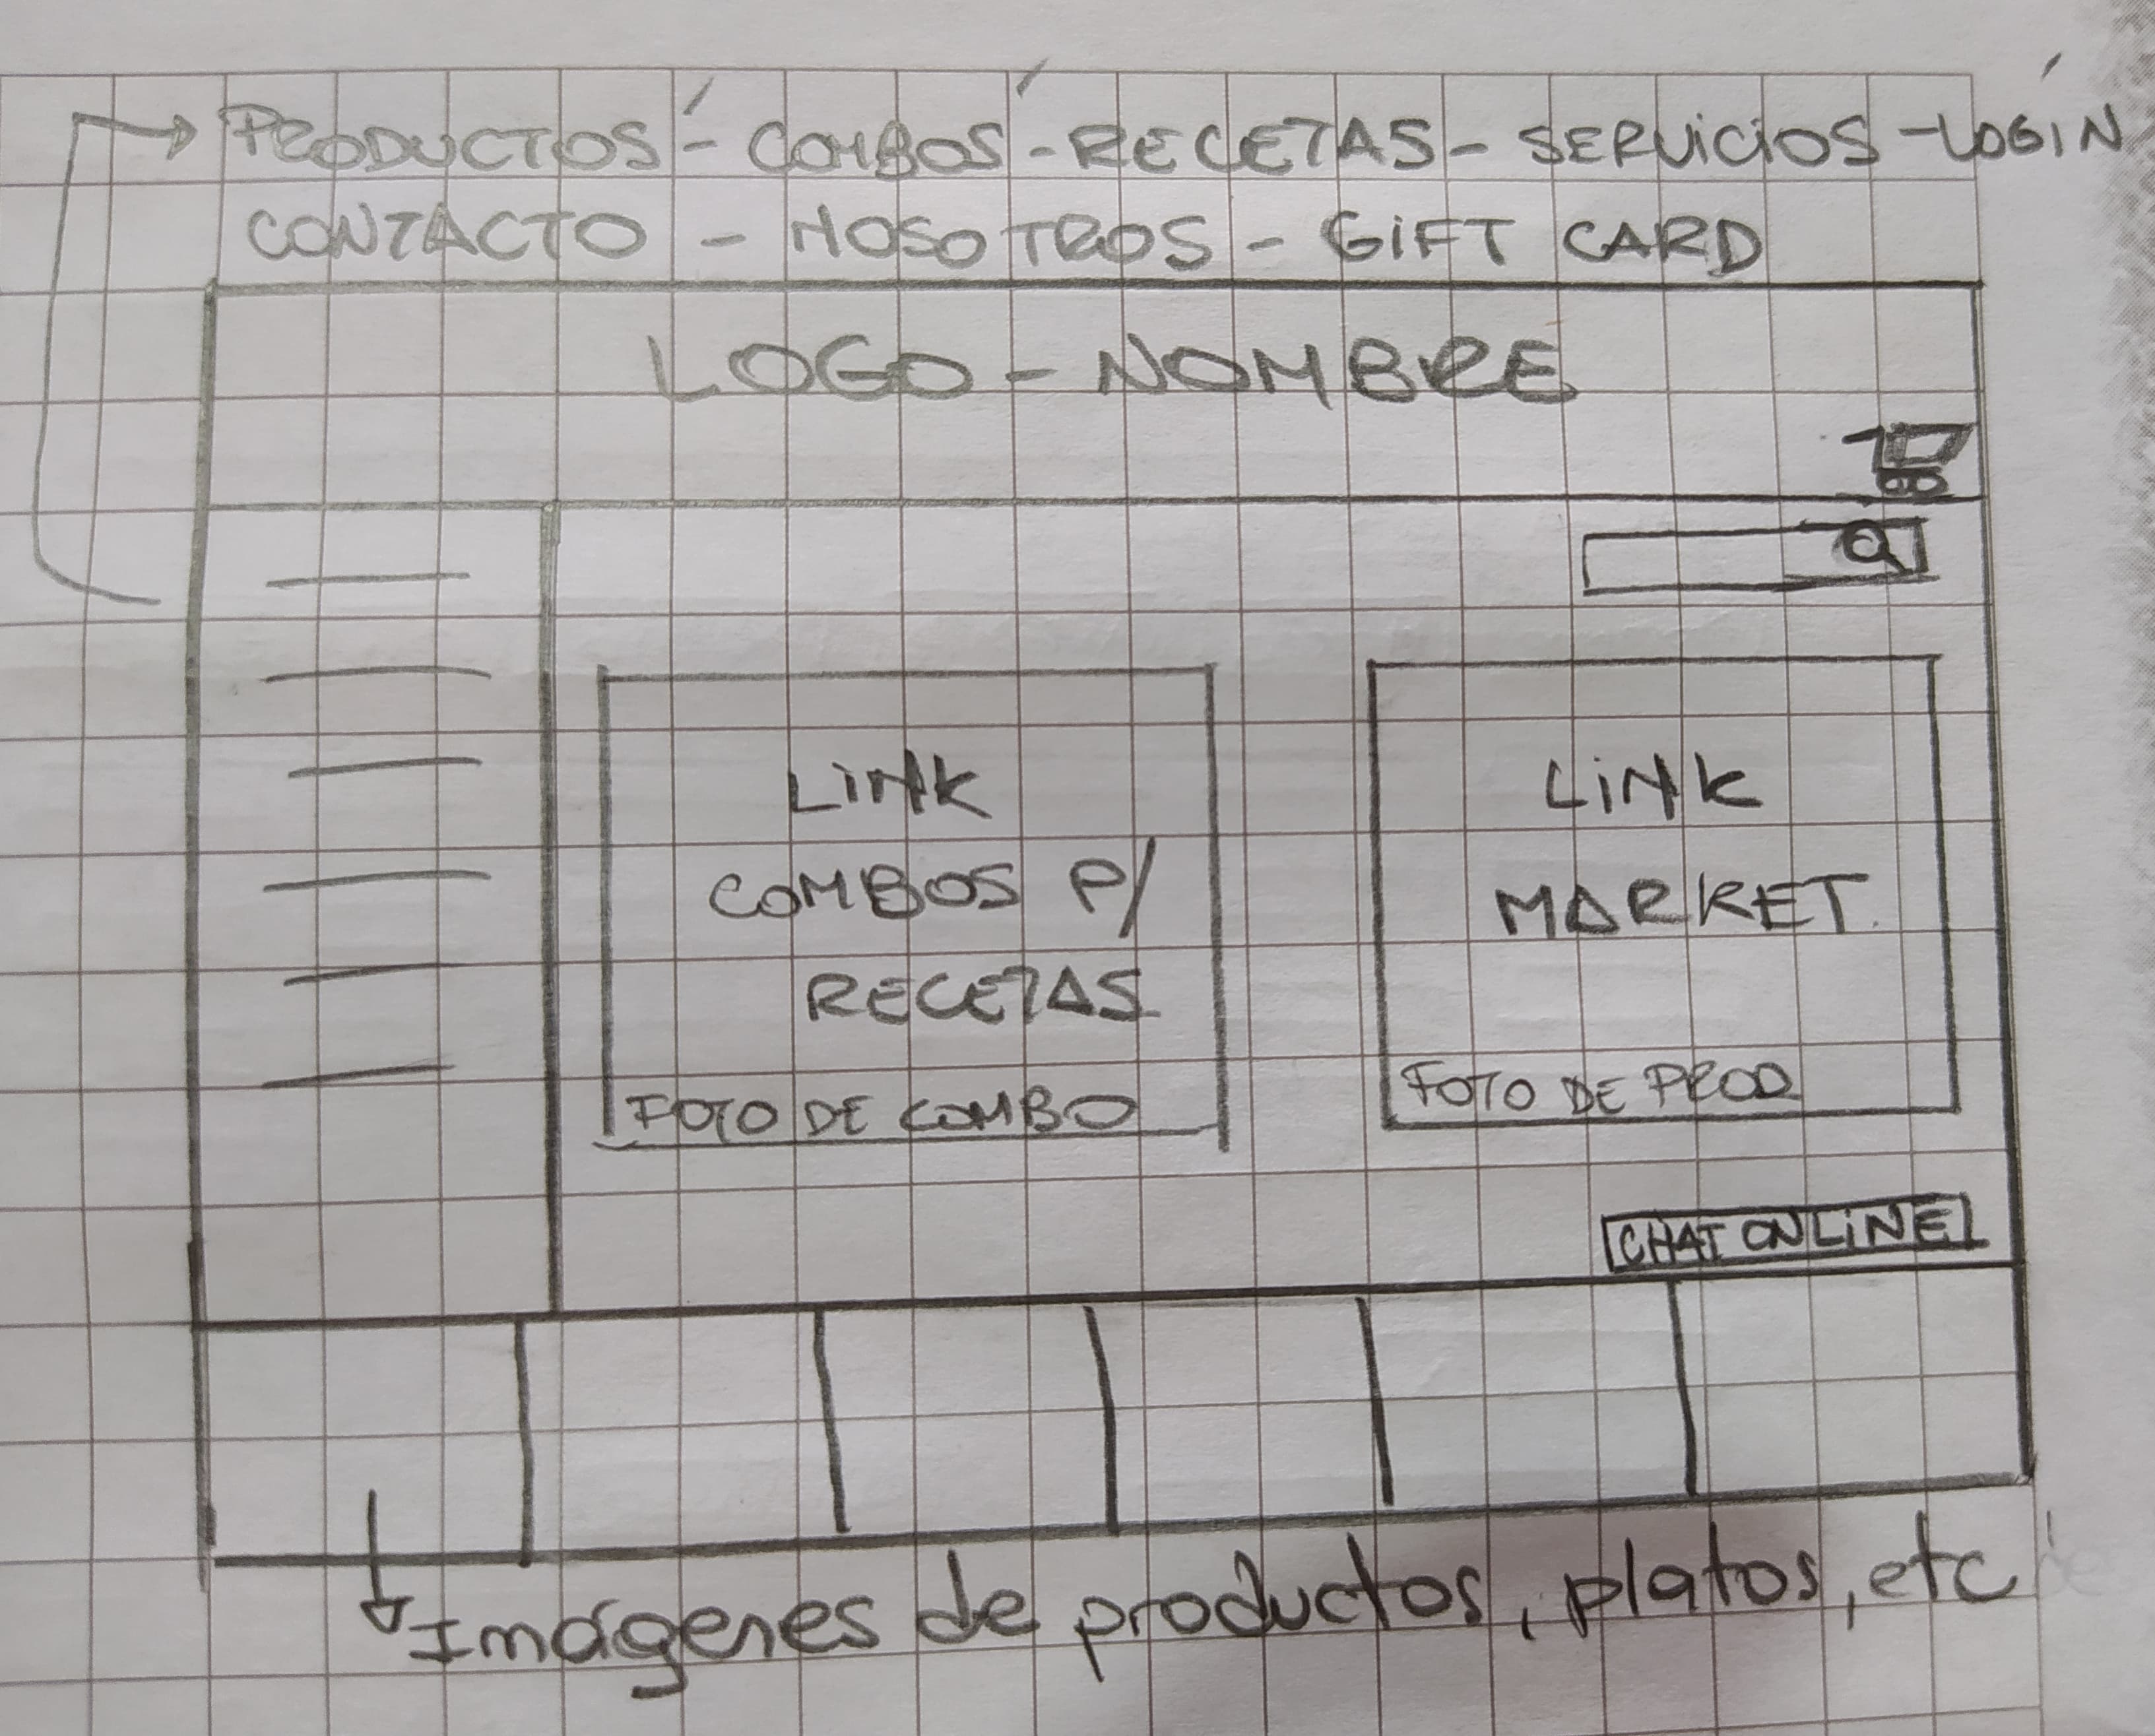 PRODUCTOS - COMBOS - RECETAS - SERVICIOS - LOGIN
CONTACTO - NOSOTROS - GIFT CARD
LOGO - NOMBRE
LINK
COMBOS P/
RECETAS
FOTO DE COMBO
LINK
MARKET
FOTO DE PROD
CHAT ONLINE
Imágenes de productos, platos, etc